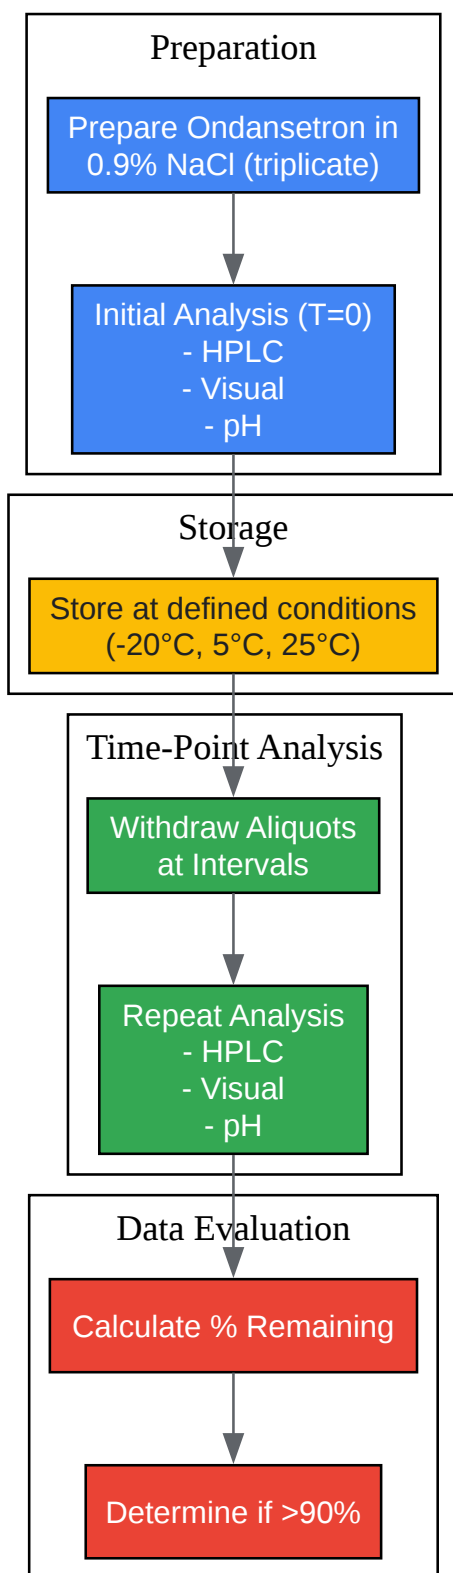 Preparation
Prepare Ondansetron in
0.9% NaCl (triplicate)
Initial Analysis (T=0)
- HPLC
- Visual
- pH
Storage
Store at defined conditions
(-20°C, 5°C, 25°C)
Time-Point Analysis
Withdraw Aliquots
at Intervals
Repeat Analysis
- HPLC
- Visual
- pH
Data Evaluation
Calculate % Remaining
Determine if >90%